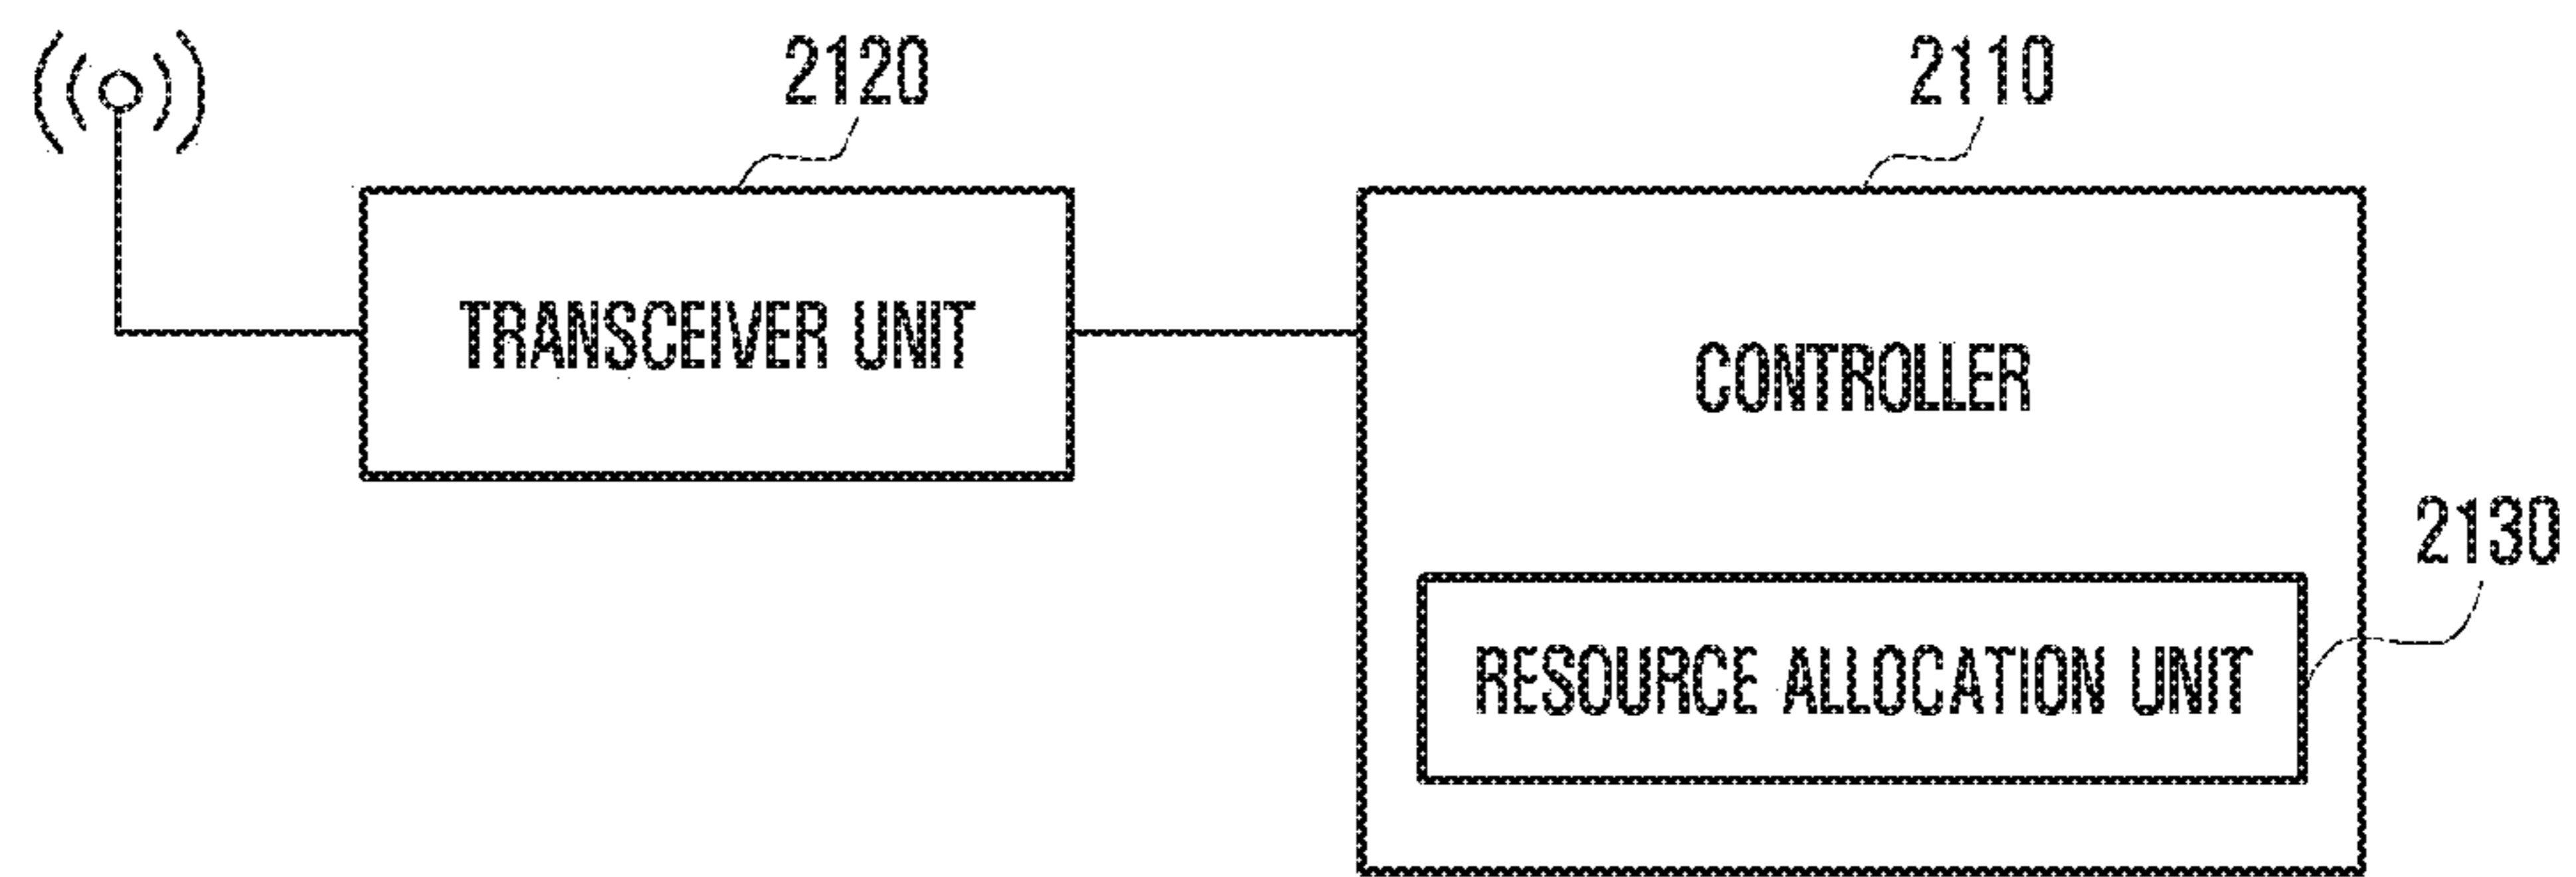 2120
2110
TRANSCEIVER UNIT
CONTROLLER
2130
RESOURCE ALLOCATION UNIT